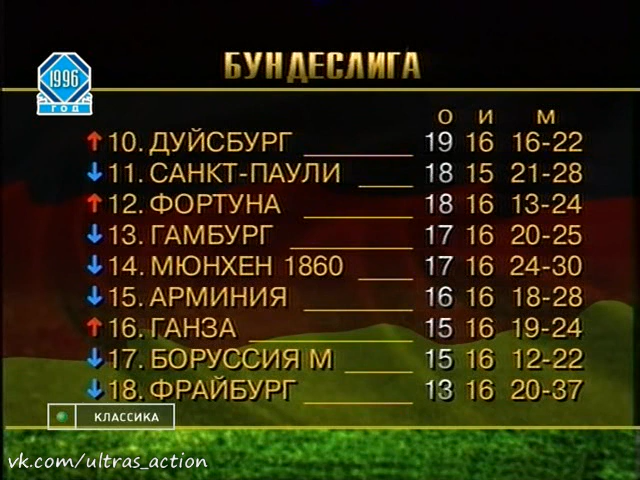 БУНДЕСЛИГА
1996
ГОД
О И М
10. ДУЙСБУРГ 19 16 16-22
11. САНКТ-ПАУЛИ 18 15 21-28
12. ФОРТУНА 18 16 13-24
13. ГАМБУРГ 17 16 20-25
14. МЮНХЕН 1860 17 16 24-30
15. АРМИНИЯ 16 16 18-28
16. ГАНЗА 15 16 19-24
17. БОРУССИЯ М 15 16 12-22
18. ФРАЙБУРГ 13 16 20-37
КЛАССИКА
vk.com/ultras_action